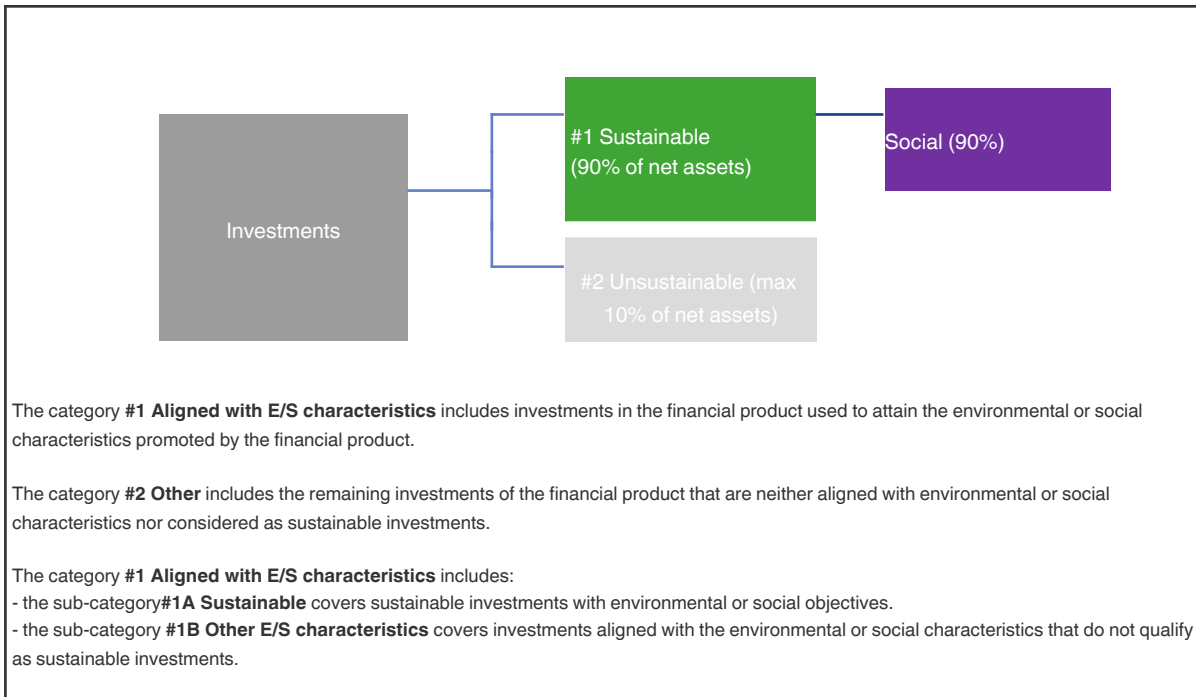 Investments
#1 Sustainable
(90% of net assets)
Social (90%)
#2 Unsustainable (max
10% of net assets)
The category #1 Aligned with E/S characteristics includes investments in the financial product used to attain the environmental or social
characteristics promoted by the financial product.
The category #2 Other includes the remaining investments of the financial product that are neither aligned with environmental or social
characteristics nor considered as sustainable investments.
The category #1 Aligned with E/S characteristics includes:
- the sub-category#1A Sustainable covers sustainable investments with environmental or social objectives.
- the sub-category #1B Other E/S characteristics covers investments aligned with the environmental or social characteristics that do not qualify
as sustainable investments.